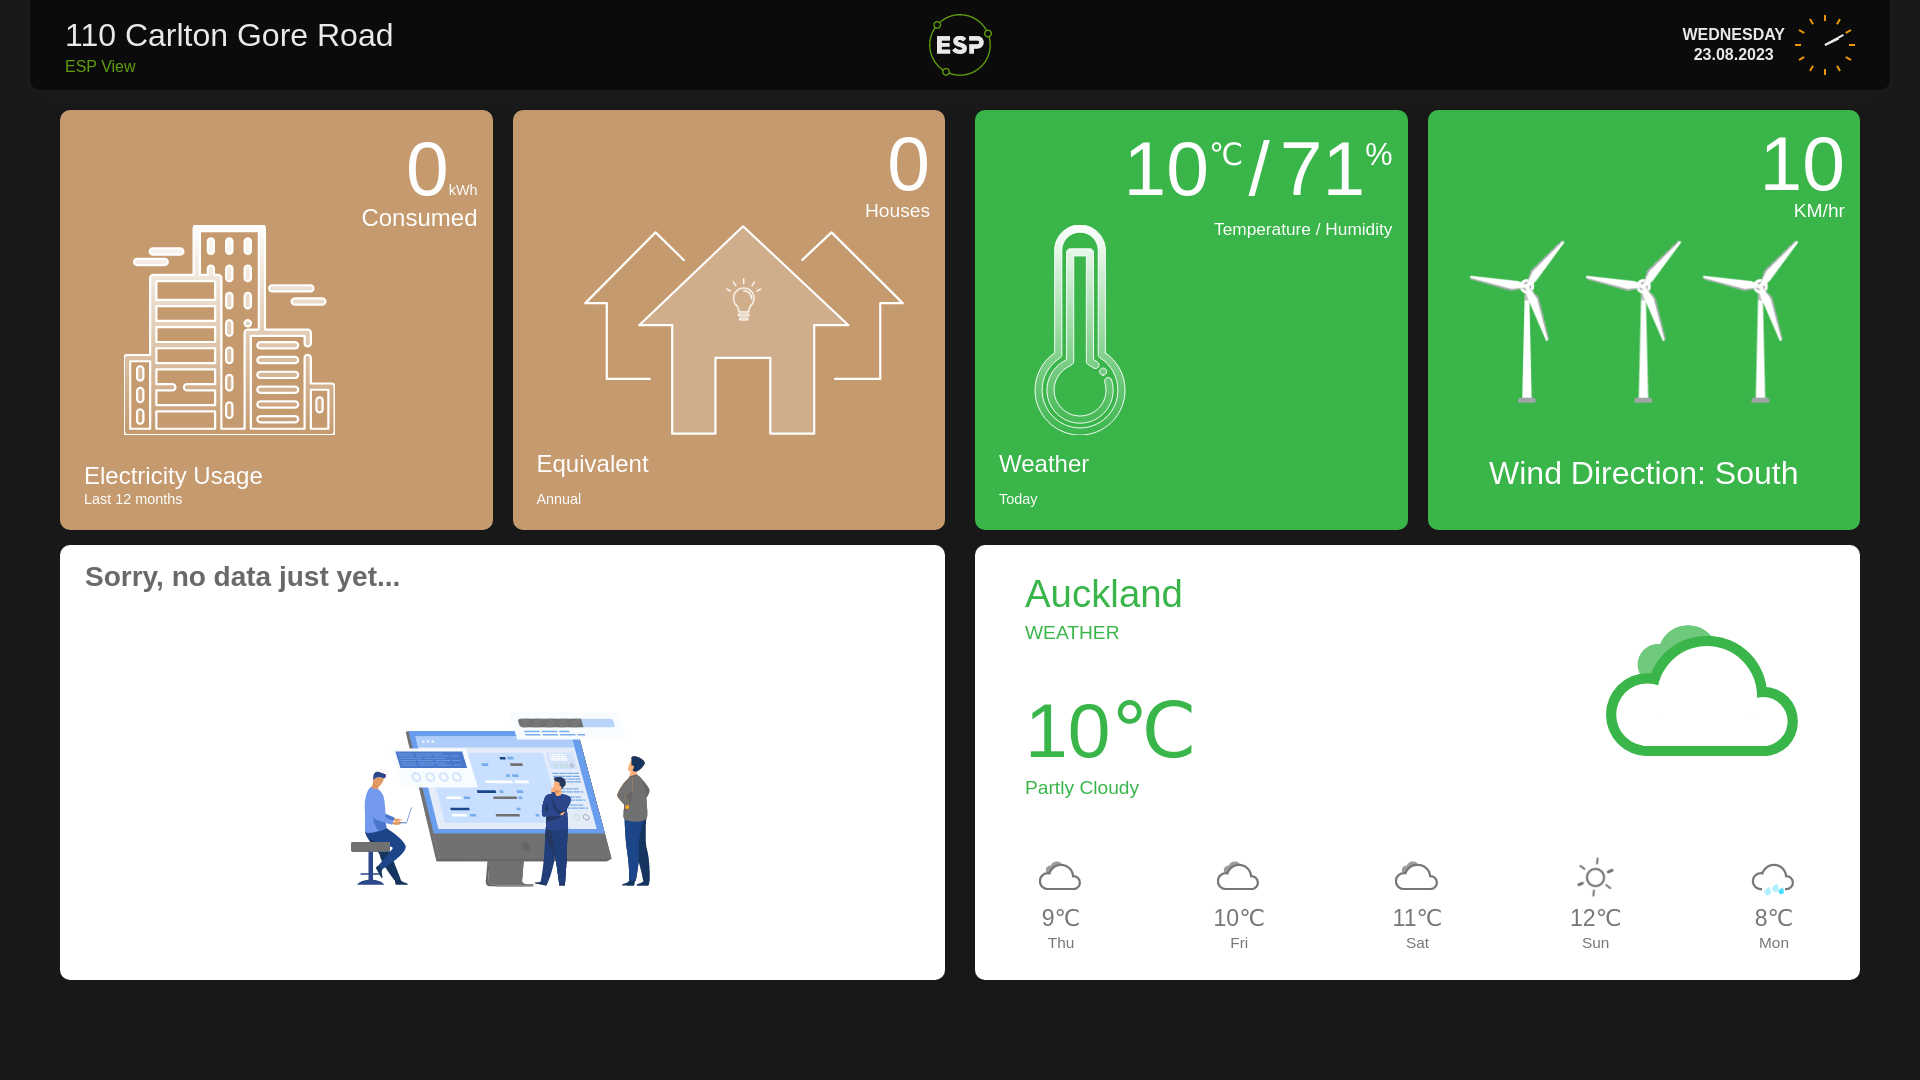 110 Carlton Gore Road
ESP View
ESP
WEDNESDAY
23.08.2023
0 kWh
Consumed
Electricity Usage
Last 12 months
0
Houses
Equivalent
Annual
10℃/71%
Temperature / Humidity
Weather
Today
10
KM/hr
Wind Direction: South
Sorry, no data just yet...
Auckland
WEATHER
10℃
Partly Cloudy
9℃ 10℃ 11℃ 12℃ 8℃
Thu Fri Sat Sun Mon